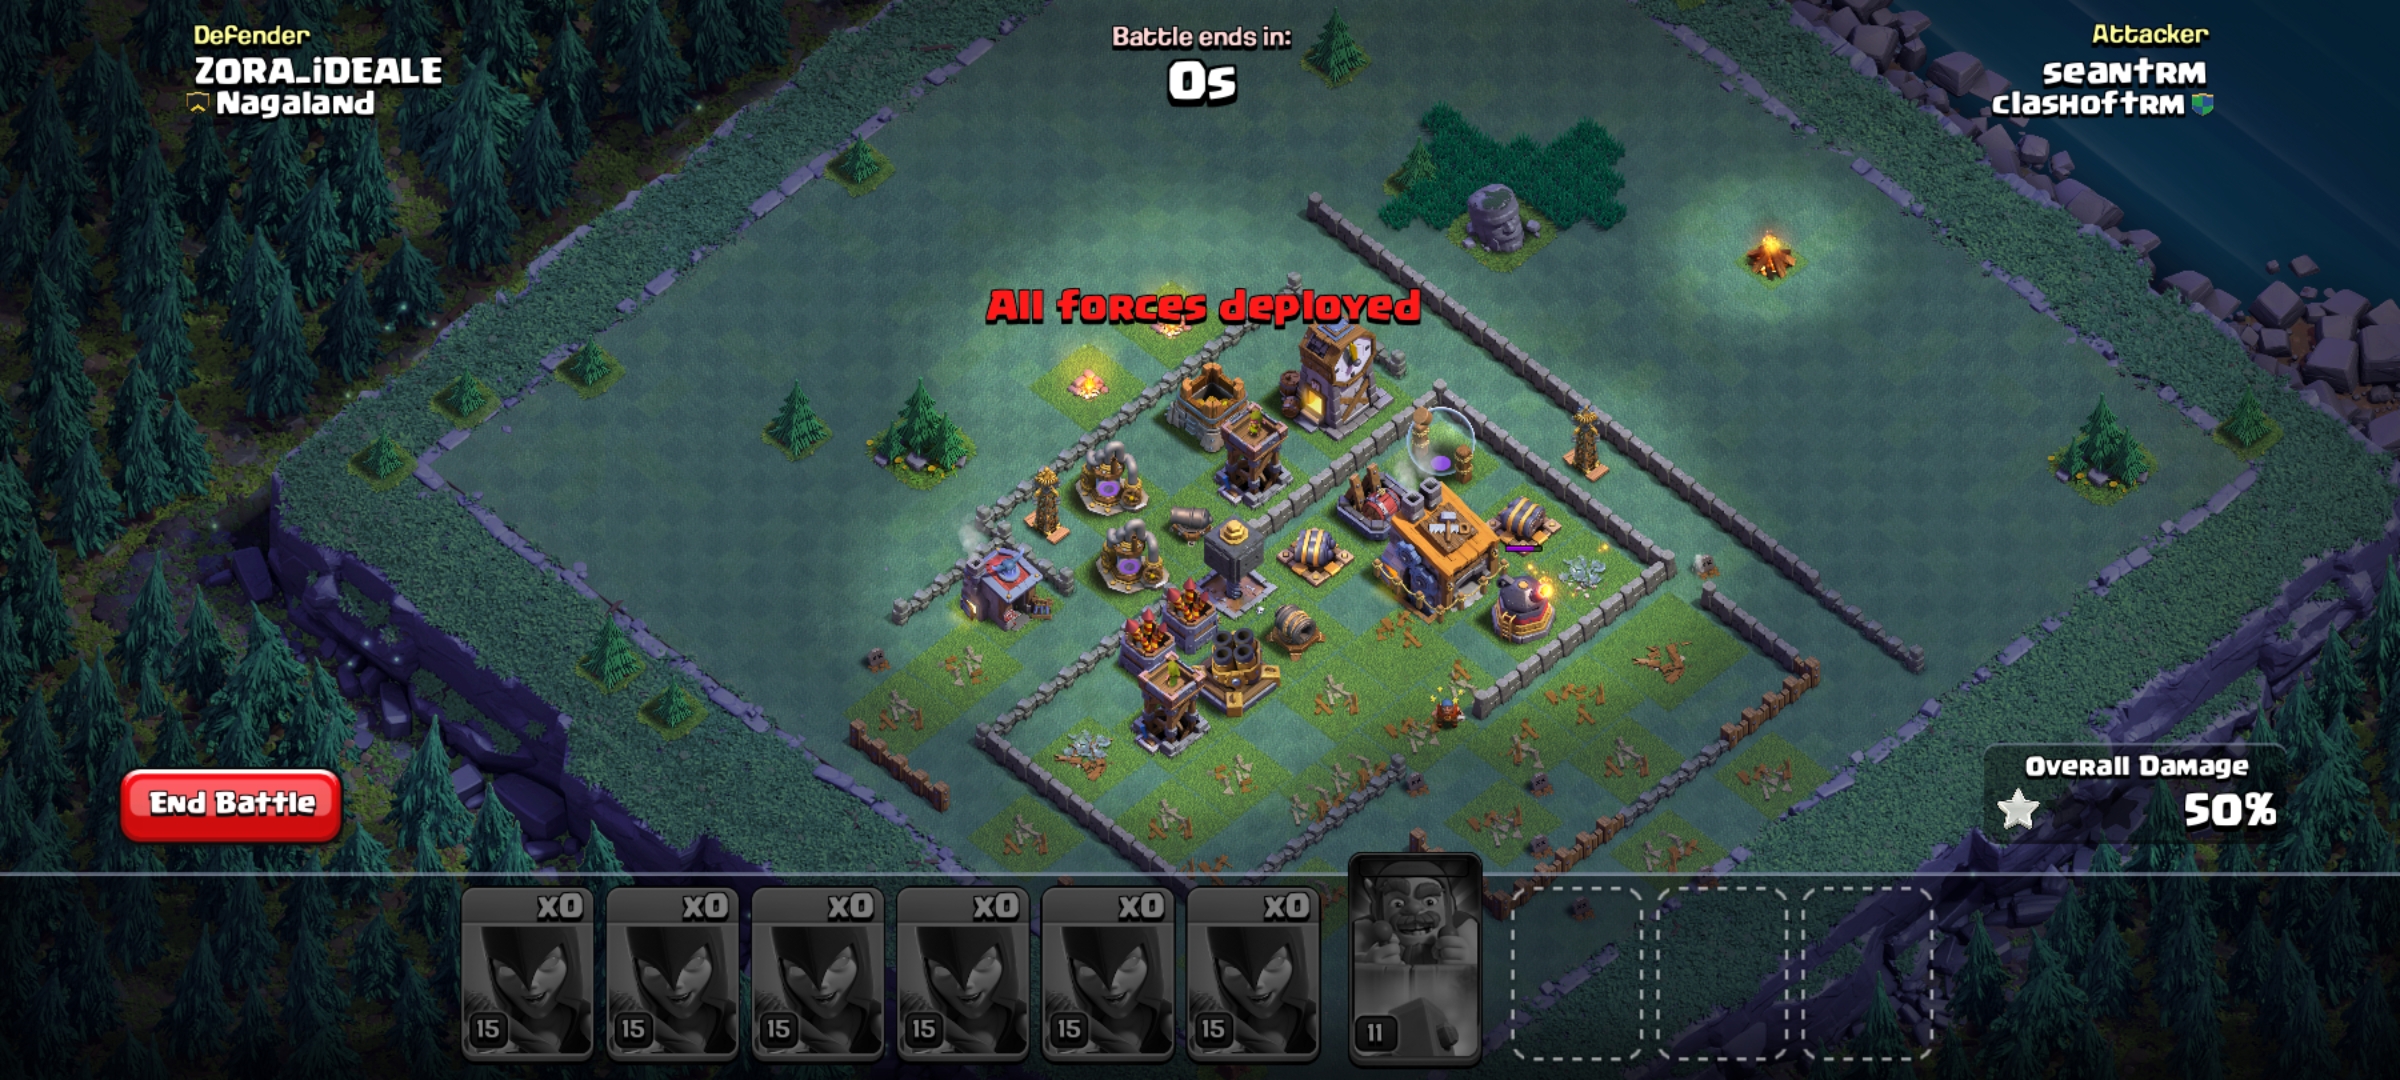 Defender
ZORA_iDEALE
Nagaland
Battle ends in:
0s
Attacker
seantRM
clashoftRM
All forces deployed
End Battle
Overall Damage
50%
x0
x0
x0
x0
x0
x0
15
15
15
15
15
15
11